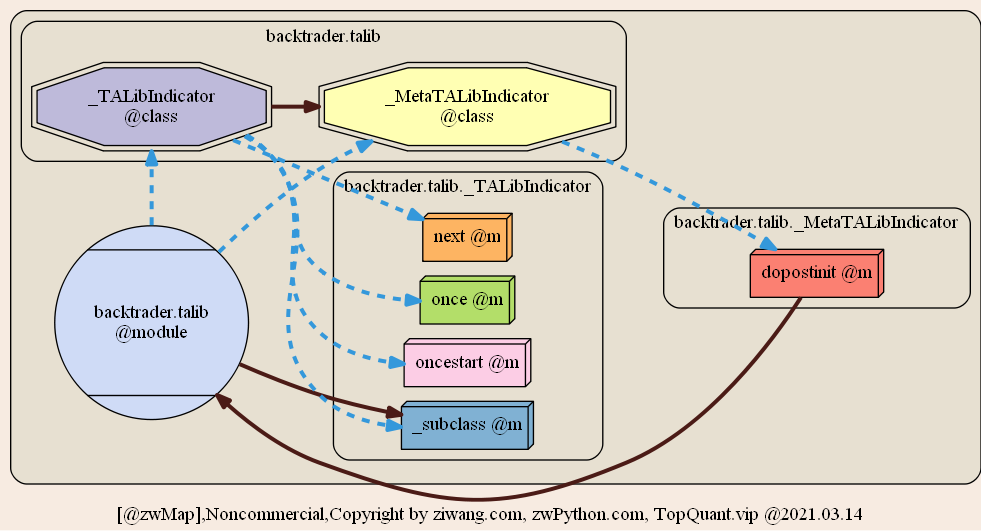 backtrader.talib
_TALibIndicator
@class
_MetaTALibIndicator
@class
backtrader.talib._TALibIndicator
next @m
once @m
oncestart @m
_subclass @m
backtrader.talib._MetaTALibIndicator
dopostinit @m
backtrader.talib
@module
[@zwMap],Noncommercial,Copyright by ziwang.com, zwPython.com, TopQuant.vip @2021.03.14